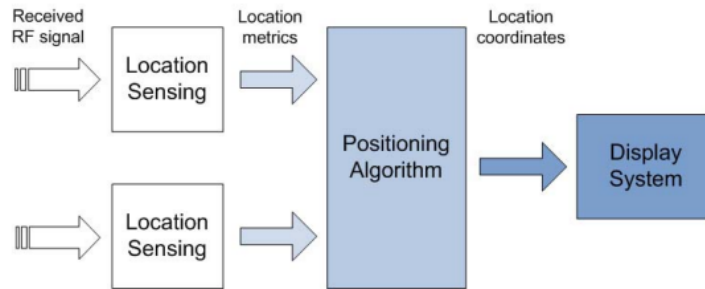 Received
RF signal
Location
metrics
Location
coordinates
Location
Sensing
Positioning
Algorithm
Display
System
Location
Sensing